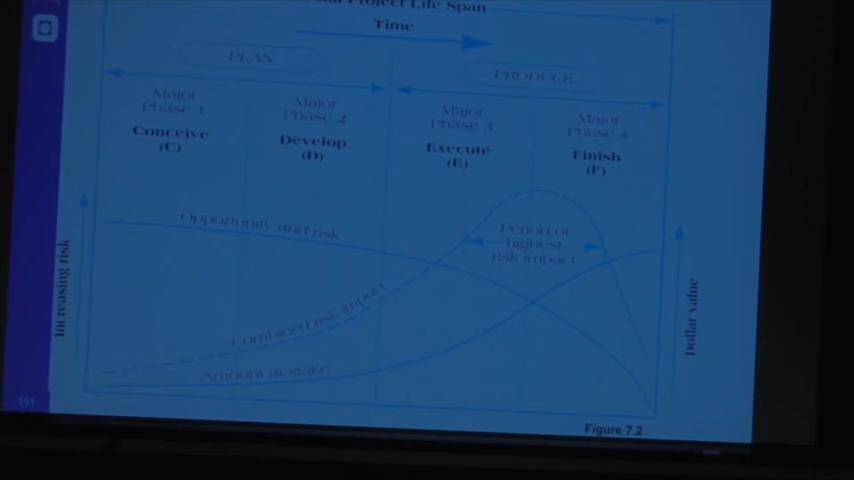 Project Life Span
Time
PLAN
PRODUCE
Major
Phase 1
Conceive
(C)
Major
Phase 2
Develop
(D)
Major
Phase 3
Execute
(E)
Major
Phase 4
Finish
(F)
Opportunity and risk
Period of
highest
risk impact
Combined risk impact
Amount at stake
Increasing risk
Dollar value
151
Figure 7.2